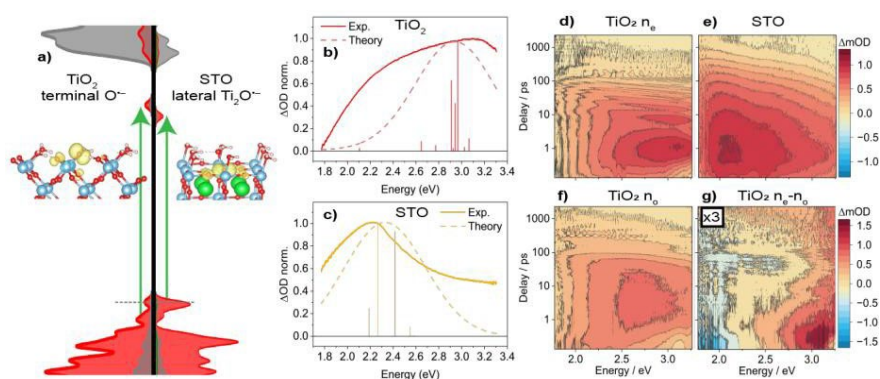 a)
TiO₂
terminal O•–
STO
lateral Ti₂O•–
b)
TiO₂
Exp.
Theory
ΔOD norm.
1.0
0.8
0.6
0.4
0.2
0.0
1.8 2.0 2.2 2.4 2.6 2.8 3.0 3.2 3.4
Energy (eV)
c)
STO
Exp.
Theory
ΔOD norm.
1.0
0.8
0.6
0.4
0.2
0.0
1.8 2.0 2.2 2.4 2.6 2.8 3.0 3.2 3.4
Energy (eV)
d)
TiO₂ nₑ
e)
STO
Delay / ps
1000
100
10
1
ΔmOD
1.0
0.5
0.0
-0.5
-1.0
f)
TiO₂ nₒ
g)
TiO₂ nₑ-nₒ
x3
Delay / ps
1000
100
10
1
ΔmOD
1.5
1.0
0.5
0.0
-0.5
-1.0
2.0 2.5 3.0
Energy / eV
2.0 2.5 3.0
Energy / eV